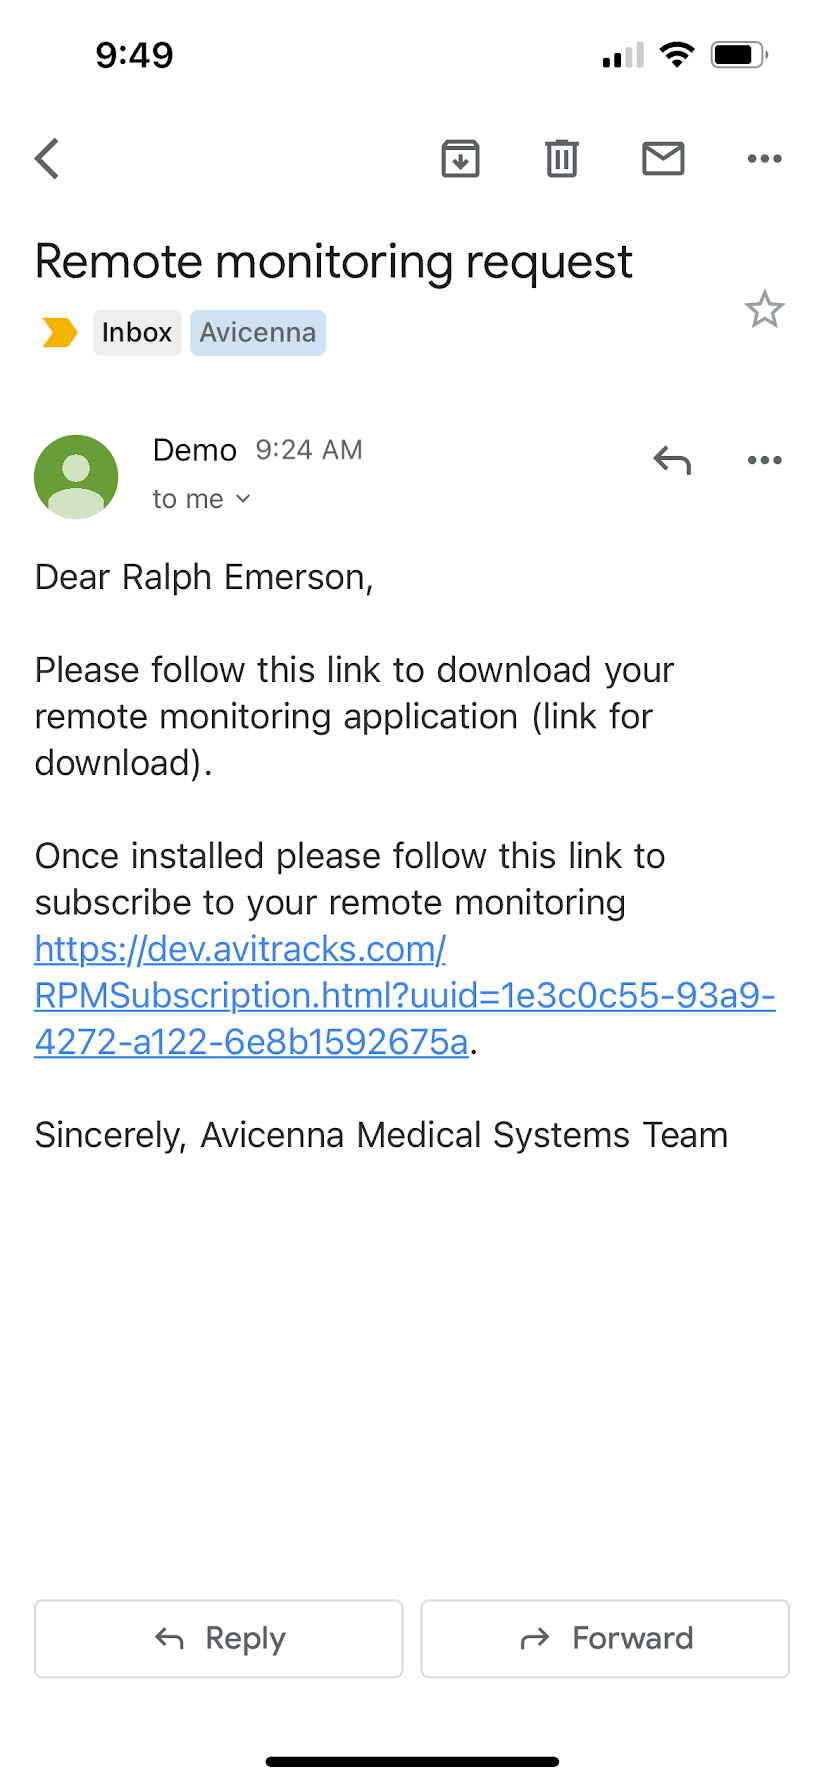 9:49
Remote monitoring request
Inbox Avicenna
Demo 9:24 AM
to me
Dear Ralph Emerson,
Please follow this link to download your
remote monitoring application (link for
download).
Once installed please follow this link to
subscribe to your remote monitoring
https://dev.avitracks.com/
RPMSubscription.html?uuid=1e3c0c55-93a9-
4272-a122-6e8b1592675a.
Sincerely, Avicenna Medical Systems Team
Reply Forward